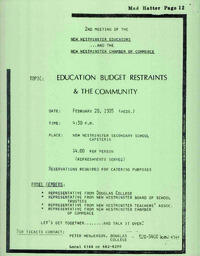 Mad Hatter Page 12
2ND MEETING OF THE
NEW WESTMINSTER EDUCATORS
...AND THE
NEW WESTMINSTER CHAMBER OF COMMERCE
TOPIC: EDUCATION BUDGET RESTRAINTS
& THE COMMUNITY
DATE: FEBRUARY 20, 1985 (WEDS.)
TIME: 4:30 P.M.
PLACE: NEW WESTMINSTER SECONDARY SCHOOL
CAFETERIA
$4.00 PER PERSON
(REFRESHMENTS SERVED)
RESERVATIONS REQUIRED FOR CATERING PURPOSES
PANEL MEMBERS:
* REPRESENTATIVE FROM DOUGLAS COLLEGE
* REPRESENTATIVE FROM NEW WESTMINSTER BOARD OF SCHOOL
TRUSTEES
* REPRESENTATIVE FROM NEW WESTMINSTER TEACHERS' ASSOC.
* REPRESENTATIVE FROM NEW WESTMINSTER CHAMBER
OF COMMERCE
LET'S GET TOGETHER.......AND TALK IT OVER!
FOR TICKETS CONTACT: PETER HENDERSON, DOUGLAS
COLLEGE
520-5400